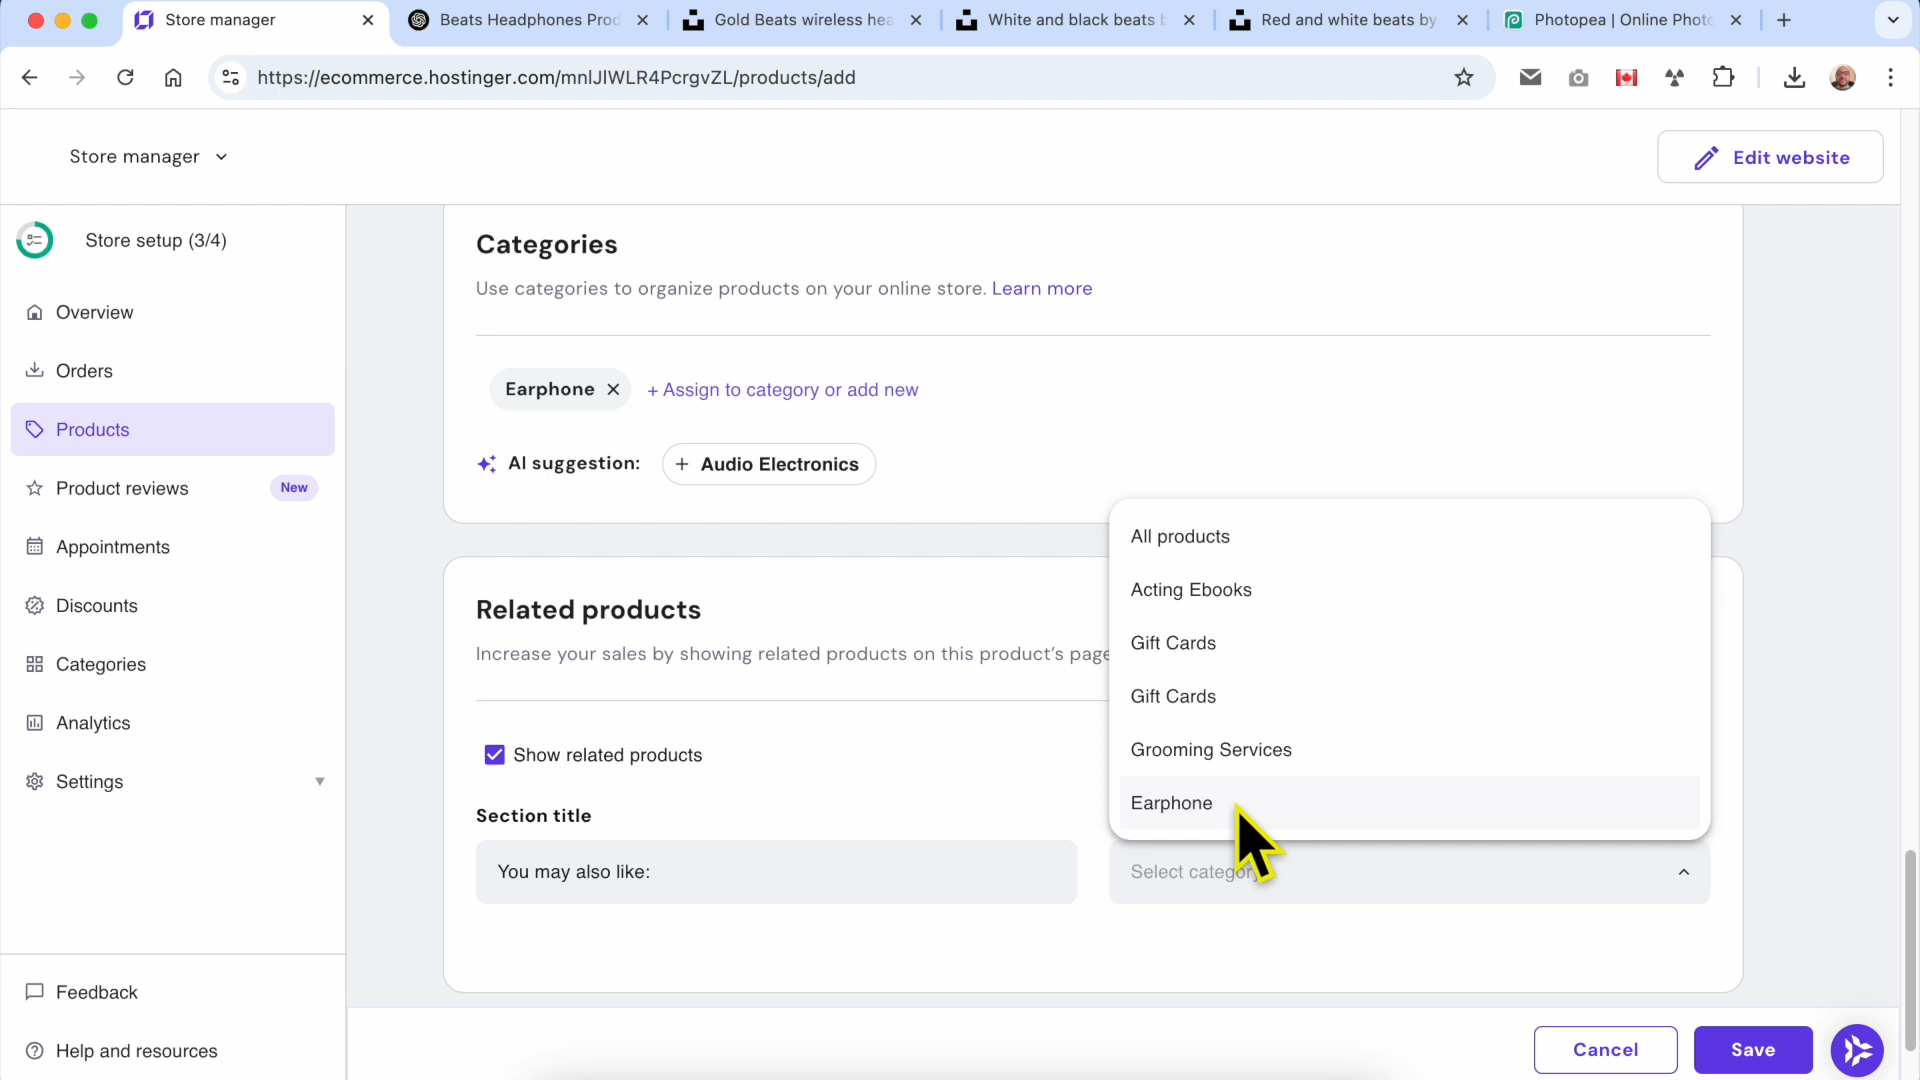 Store manager
Beats Headphones Prod
Gold Beats wireless hea
White and black beats b
Red and white beats by
Photopea | Online Photo
https://ecommerce.hostinger.com/mnlJlWLR4PcrgvZL/products/add
Store manager
Edit website
Store setup (3/4)
Overview
Orders
Products
Product reviews
New
Appointments
Discounts
Categories
Analytics
Settings
Feedback
Help and resources
Categories
Use categories to organize products on your online store. Learn more
Earphone
+ Assign to category or add new
AI suggestion:
+ Audio Electronics
Related products
Increase your sales by showing related products on this product's page
Show related products
Section title
You may also like:
All products
Acting Ebooks
Gift Cards
Gift Cards
Grooming Services
Earphone
Select category
Cancel
Save